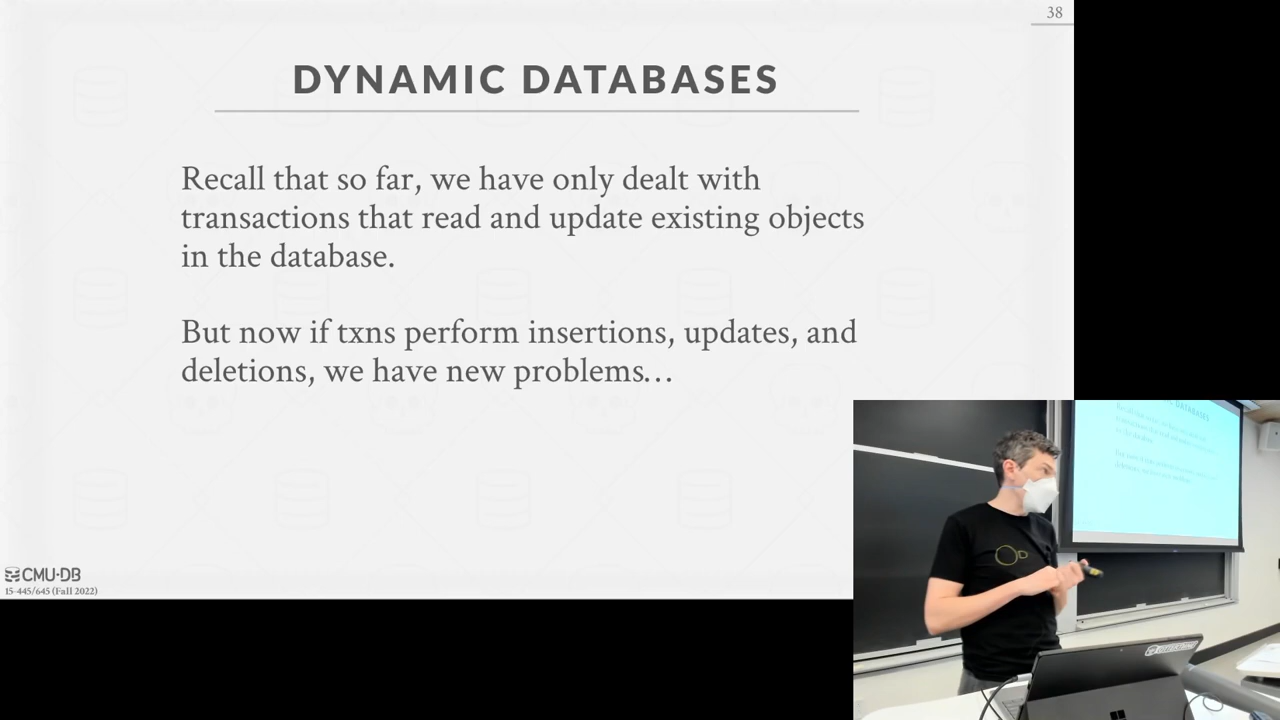 38
DYNAMIC DATABASES
Recall that so far, we have only dealt with
transactions that read and update existing objects
in the database.
But now if txns perform insertions, updates, and
deletions, we have new problems…
CMU·DB
15-445/645 (Fall 2022)